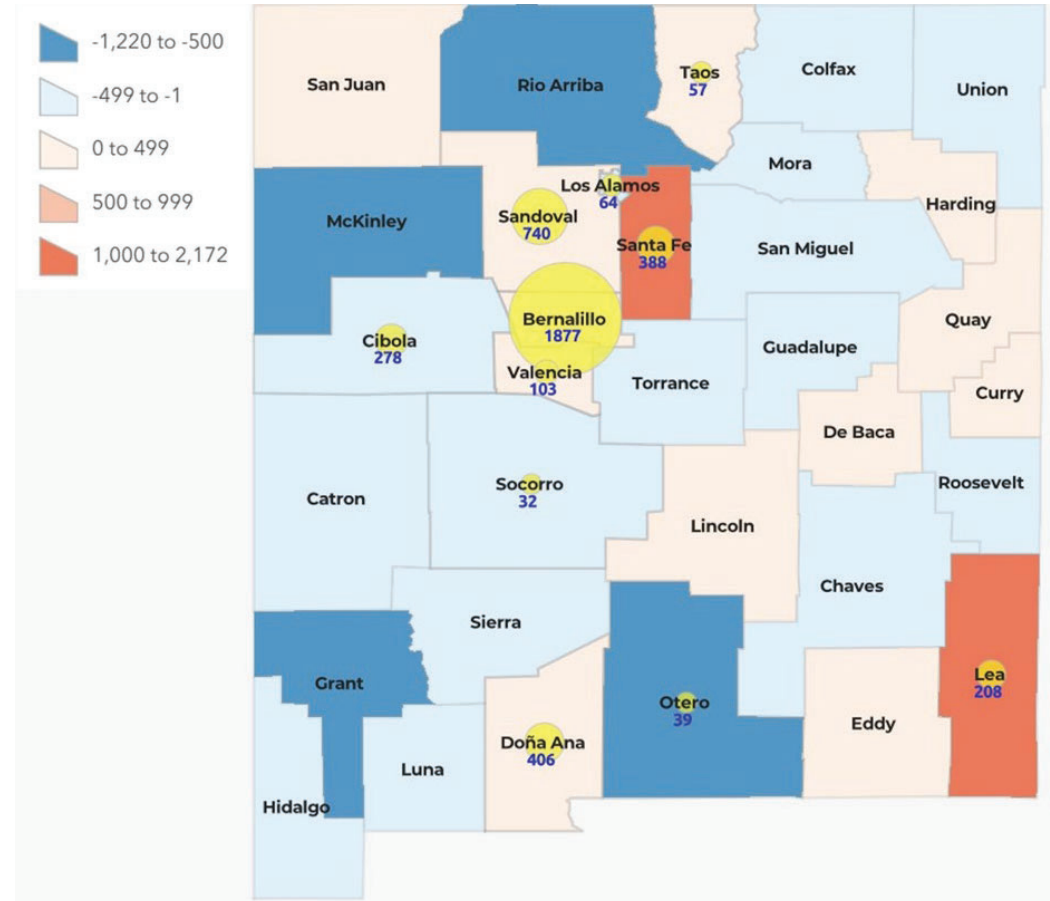 -1,220 to -500
-499 to -1
0 to 499
500 to 999
1,000 to 2,172
San Juan
Rio Arriba
Taos
57
Colfax
Union
Mora
Harding
McKinley
Los Alamos
64
Sandoval
740
Santa Fe
388
San Miguel
Quay
Bernalillo
1877
Cibola
278
Valencia
103
Torrance
Guadalupe
Curry
De Baca
Catron
Socorro
32
Roosevelt
Lincoln
Chaves
Sierra
Grant
Otero
39
Lea
208
Eddy
Doña Ana
406
Luna
Hidalgo